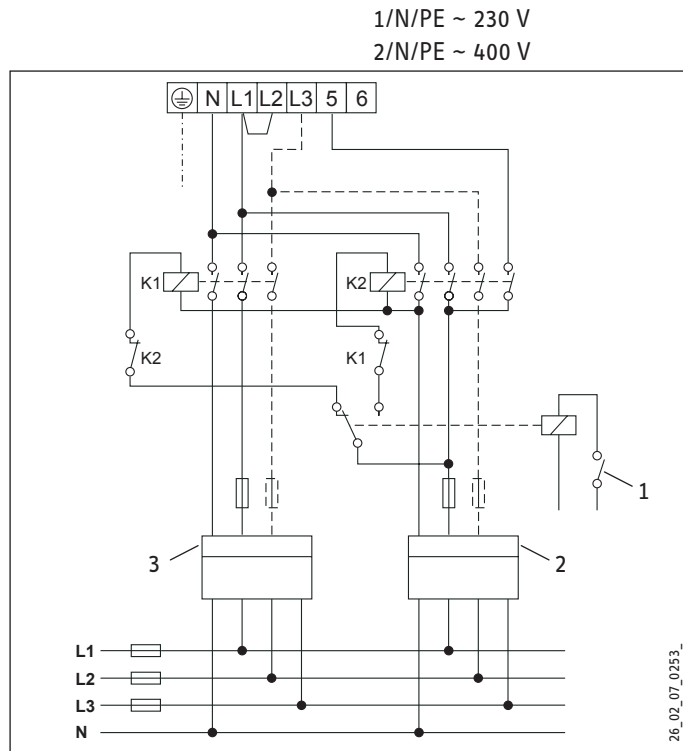 1/N/PE ~ 230 V
2/N/PE ~ 400 V
N L1 L2 L3 5 6
K1 K2
K2 K1
1
3 2
L1
L2
L3
N
26_02_07_0253_